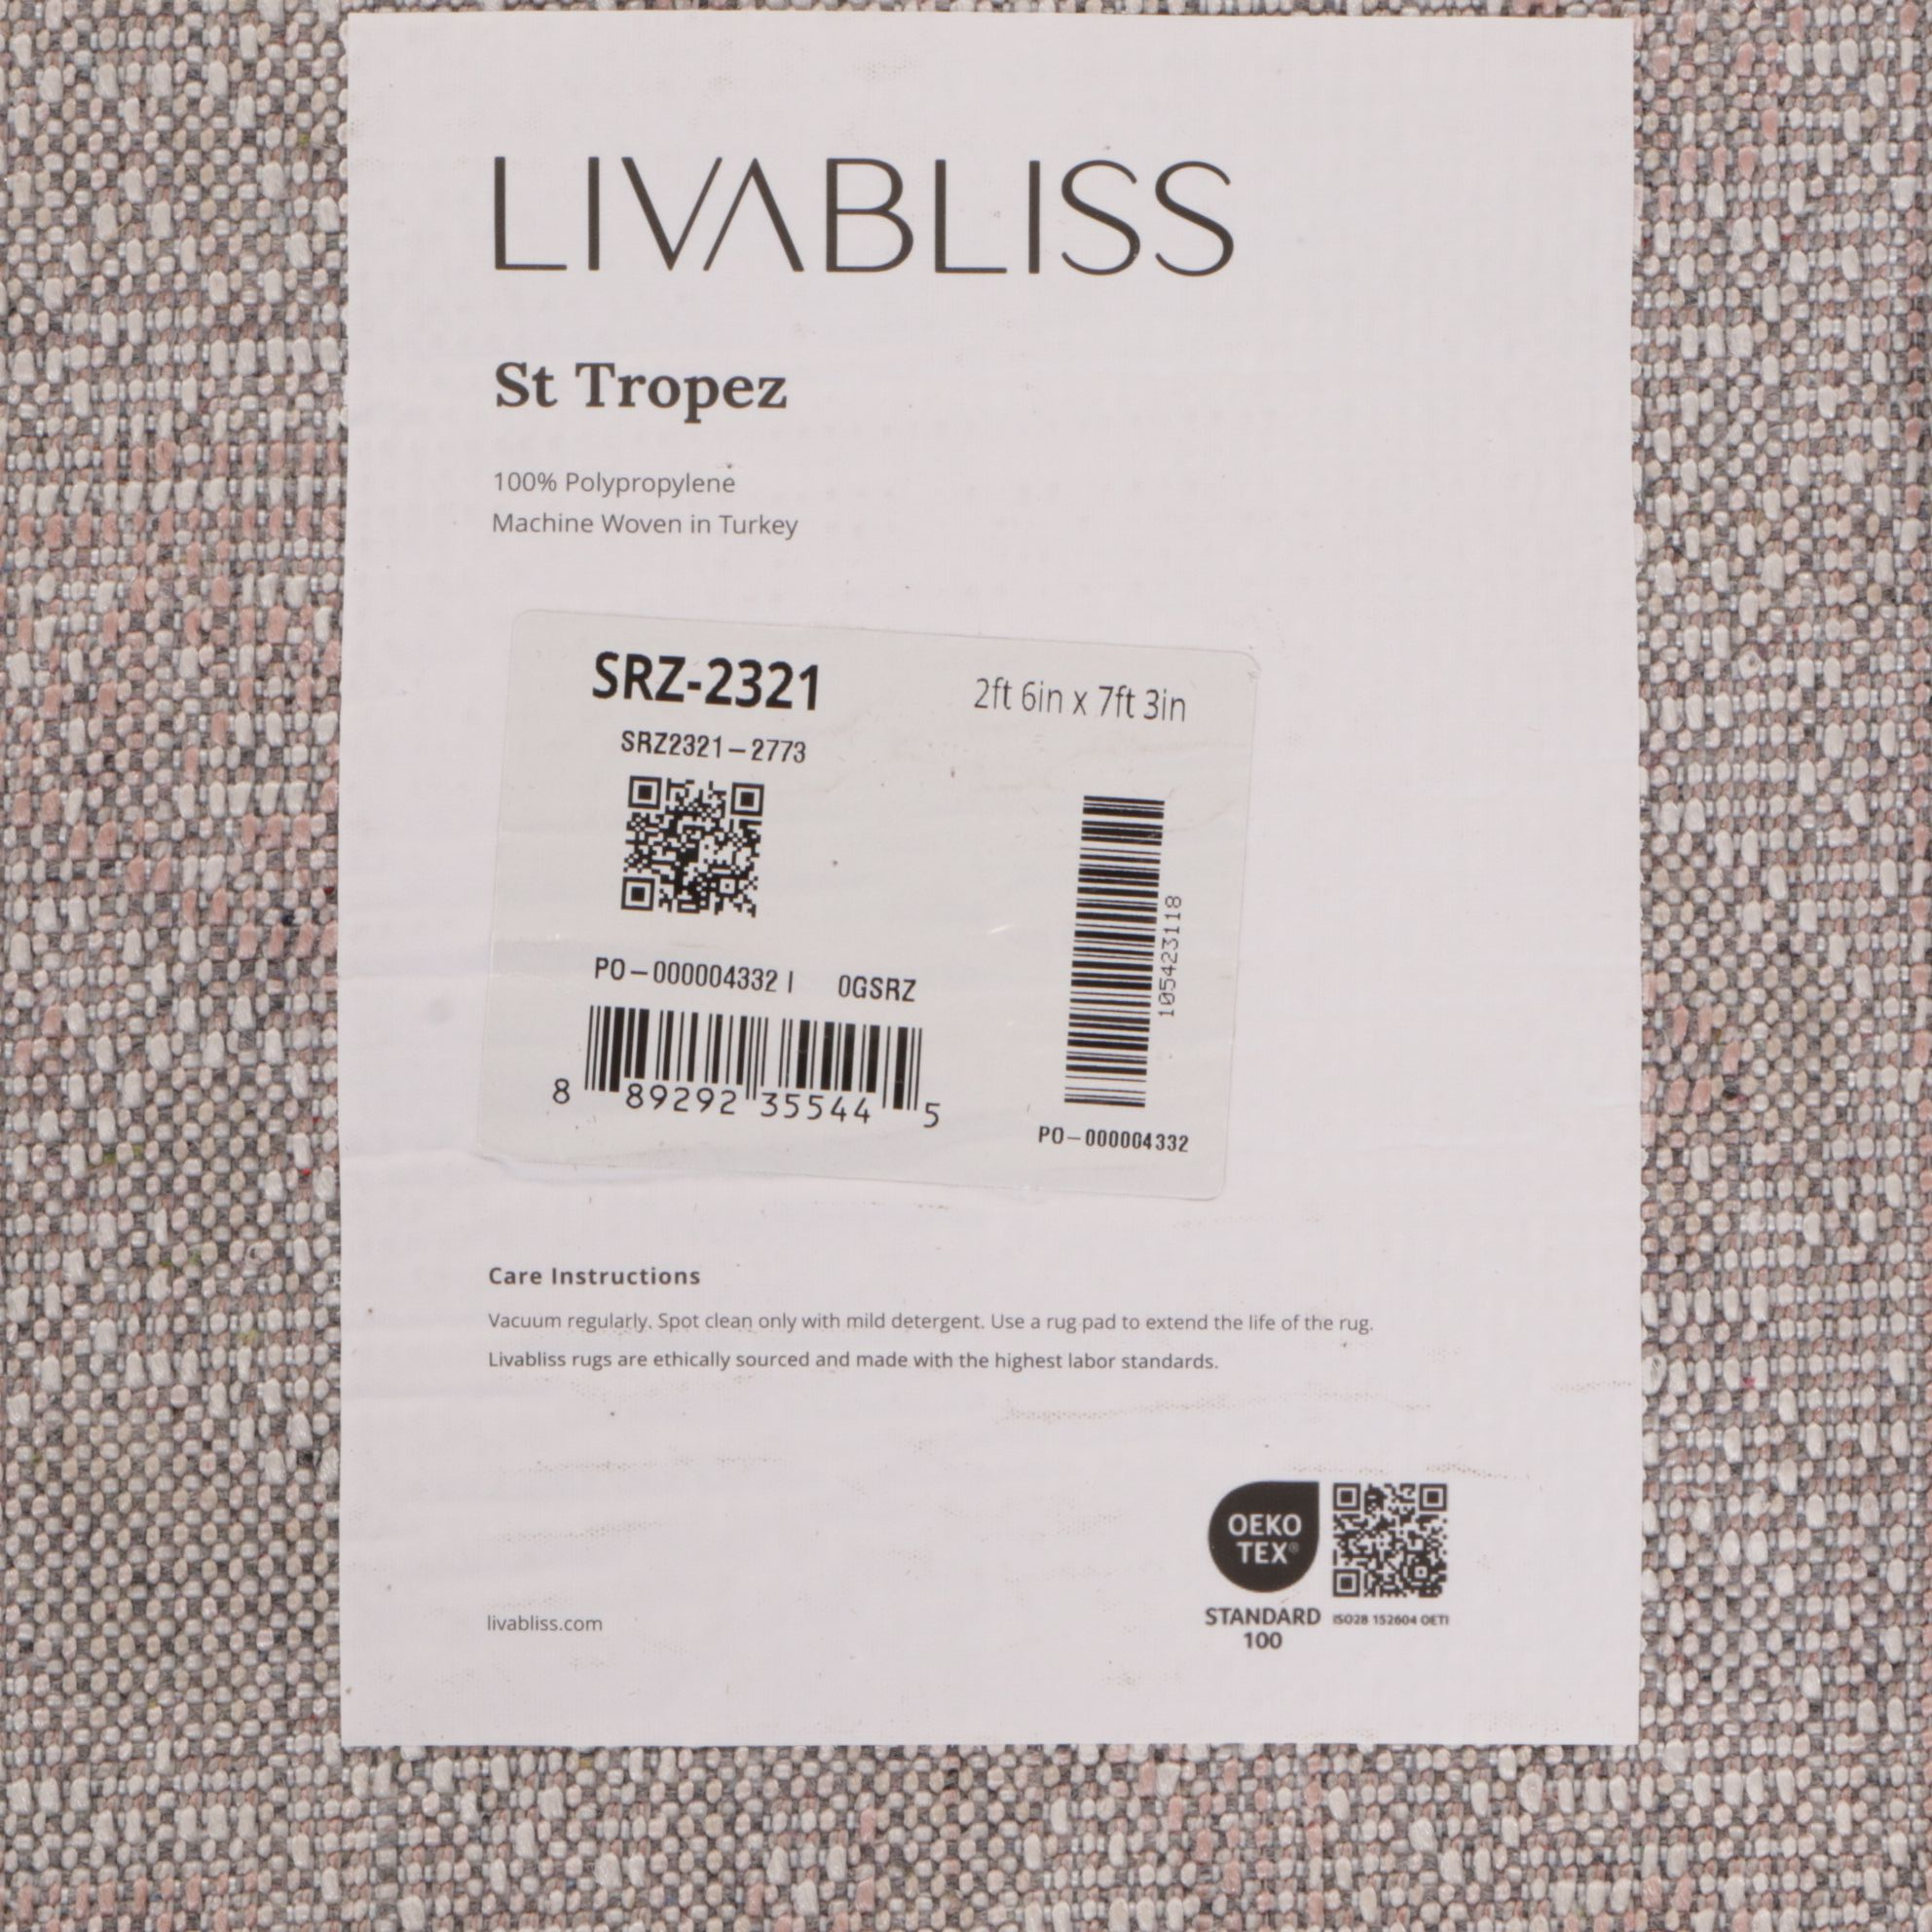 LIVABLISS
St Tropez
100% Polypropylene
Machine Woven in Turkey
SRZ-2321
2ft 6in x 7ft 3in
SRZ2321-2773
105423118
PO-000004332 | 0GSRZ
8 89292 35544 5
PO-000004332
Care Instructions
Vacuum regularly. Spot clean only with mild detergent. Use a rug pad to extend the life of the rug.
Livabliss rugs are ethically sourced and made with the highest labor standards.
OEKO
TEX®
STANDARD
100
IS028 152604 OETI
livabliss.com